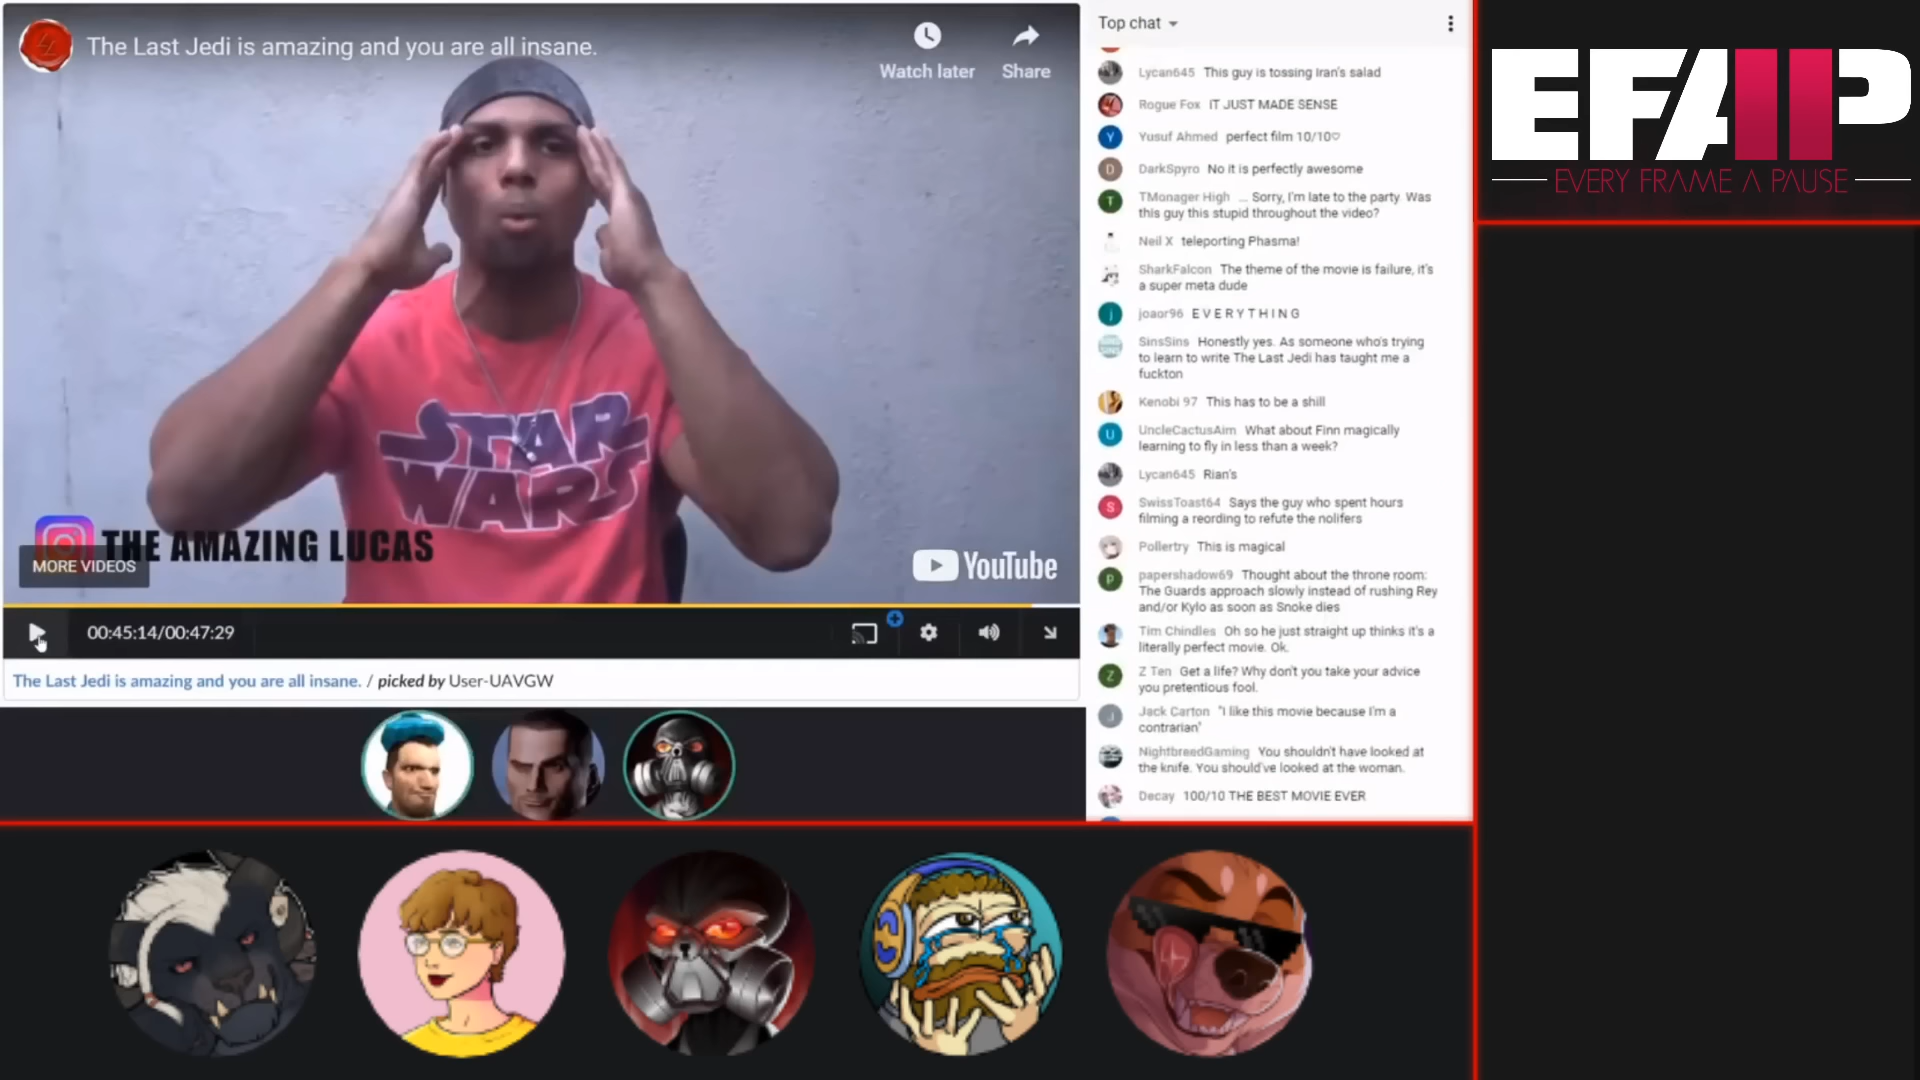 The Last Jedi is amazing and you are all insane.
Watch later
Share
STAR
WARS
THE AMAZING LUCAS
MORE VIDEOS
YouTube
00:45:14/00:47:29
The Last Jedi is amazing and you are all insane. / picked by User-UAVGW
Top chat
Lycan645 This guy is tossing Iran's salad
Rogue Fox IT JUST MADE SENSE
Y
Yusuf Ahmed perfect film 10/10♡
D
DarkSpyro No it is perfectly awesome
T
TManager High ... Sorry, I'm late to the party. Was
this guy this stupid throughout the video?
Neil X teleporting Phasma!
SharkFalcon The theme of the movie is failure, it's
a super meta dude
j
joaor96 E V E R Y T H I N G
SinsSins Honestly yes. As someone who's trying
to learn to write The Last Jedi has taught me a
fuckton
Kenobi 97 This has to be a shill
U
UncleCactusAim What about Finn magically
learning to fly in less than a week?
Lycan645 Rian's
S
SwissToast64 Says the guy who spent hours
filming a reording to refute the nolifers
Pollertry This is magical
p
papershadow69 Thought about the throne room:
The Guards approach slowly instead of rushing Rey
and/or Kylo as soon as Snoke dies
Tim Chindles Oh so he just straight up thinks it's a
literally perfect movie. Ok.
Z
Z Ten Get a life? Why don't you take your advice
you pretentious fool.
J
Jack Carton "I like this movie because I'm a
contrarian"
NightbreedGaming You shouldn't have looked at
the knife. You should've looked at the woman.
Decay 100/10 THE BEST MOVIE EVER
EFAP
EVERY FRAME A PAUSE